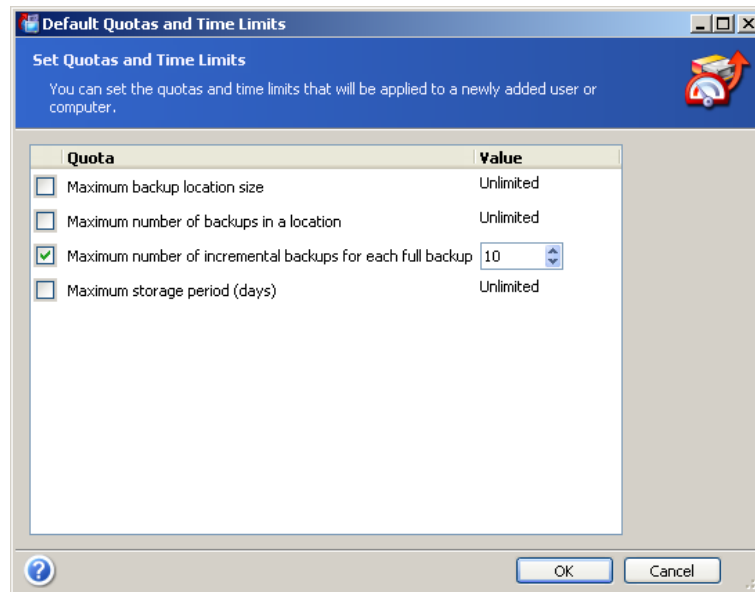 Default Quotas and Time Limits
Set Quotas and Time Limits
You can set the quotas and time limits that will be applied to a newly added user or
computer.
Quota Value
Maximum backup location size Unlimited
Maximum number of backups in a location Unlimited
Maximum number of incremental backups for each full backup 10
Maximum storage period (days) Unlimited
? OK Cancel